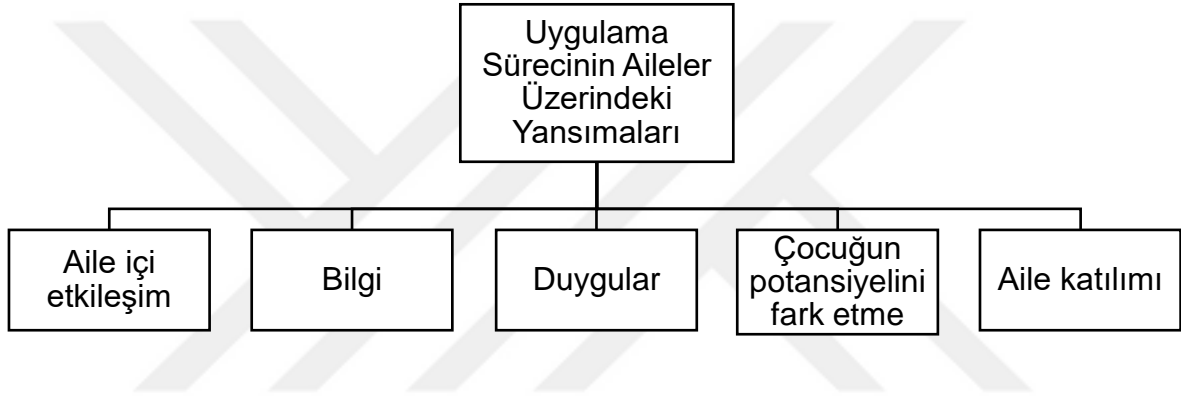 Uygulama
Sürecinin Aileler
Üzerindeki
Yansımaları
Aile içi
etkileşim
Bilgi
Duygular
Çocuğun
potansiyelini
fark etme
Aile katılımı